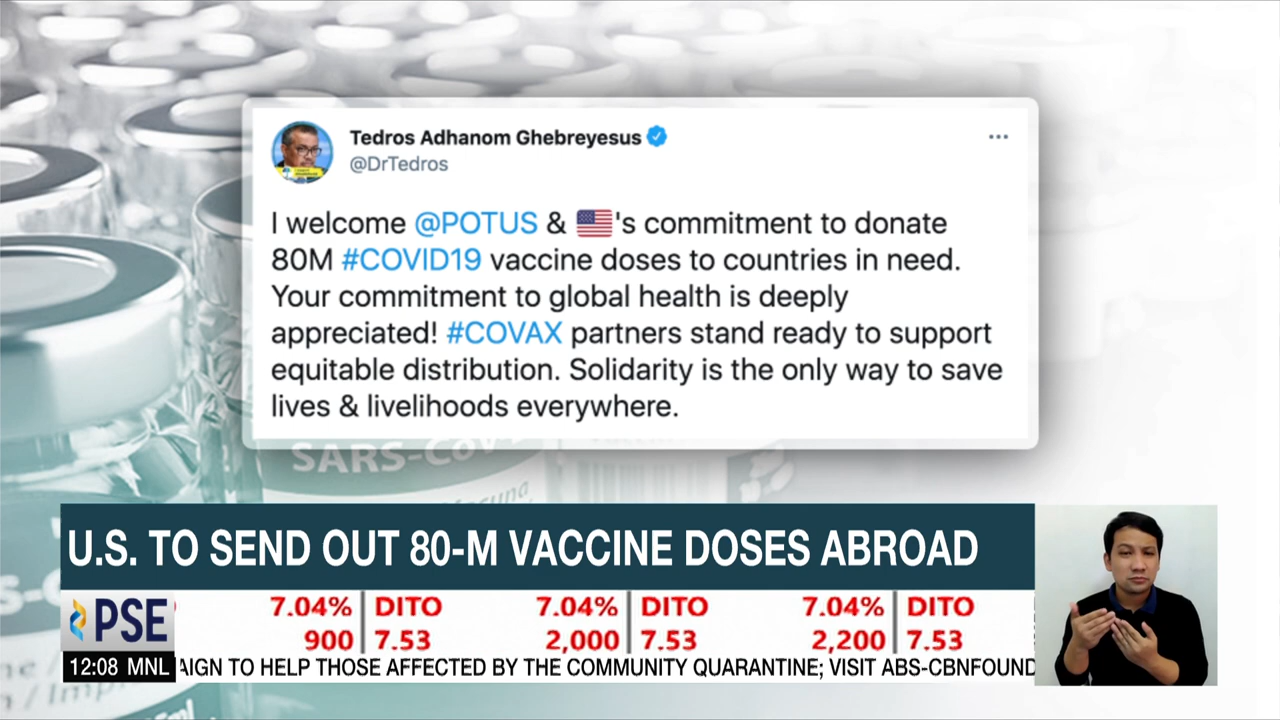 Tedros Adhanom Ghebreyesus
@DrTedros
I welcome @POTUS & 🇺🇸's commitment to donate
80M #COVID19 vaccine doses to countries in need.
Your commitment to global health is deeply
appreciated! #COVAX partners stand ready to support
equitable distribution. Solidarity is the only way to save
lives & livelihoods everywhere.
SARS-CoV
U.S. TO SEND OUT 80-M VACCINE DOSES ABROAD
PSE
7.04% DITO 7.04% DITO 7.04% DITO
900 7.53 2,000 7.53 2,200 7.53
12:08 MNL AIGN TO HELP THOSE AFFECTED BY THE COMMUNITY QUARANTINE; VISIT ABS-CBNFOUND